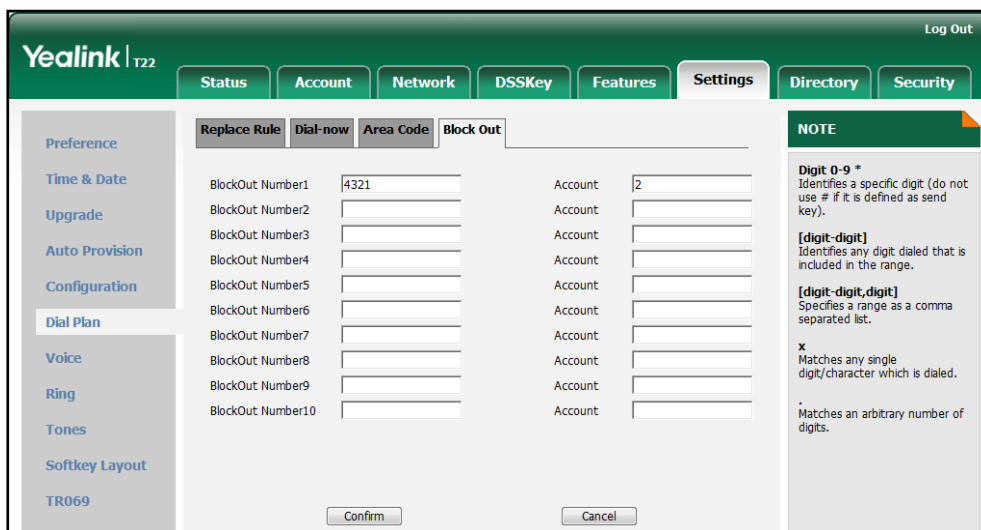 Log Out
Yealink | T22
Status Account Network DSSKey Features Settings Directory Security
Preference
Time & Date
Upgrade
Auto Provision
Configuration
Dial Plan
Voice
Ring
Tones
Softkey Layout
TR069
Replace Rule Dial-now Area Code Block Out
BlockOut Number1 4321 Account 2
BlockOut Number2 Account
BlockOut Number3 Account
BlockOut Number4 Account
BlockOut Number5 Account
BlockOut Number6 Account
BlockOut Number7 Account
BlockOut Number8 Account
BlockOut Number9 Account
BlockOut Number10 Account
Confirm Cancel
NOTE
Digit 0-9 *
Identifies a specific digit (do not
use # if it is defined as send
key).
[digit-digit]
Identifies any digit dialed that is
included in the range.
[digit-digit,digit]
Specifies a range as a comma
separated list.
x
Matches any single
digit/character which is dialed.
.
Matches an arbitrary number of
digits.